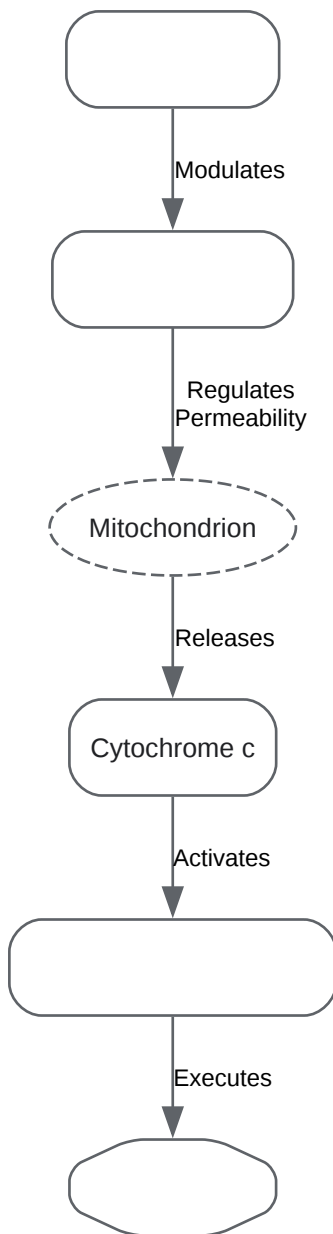 Modulates
Regulates
Permeability
Mitochondrion
Releases
Cytochrome c
Activates
Executes